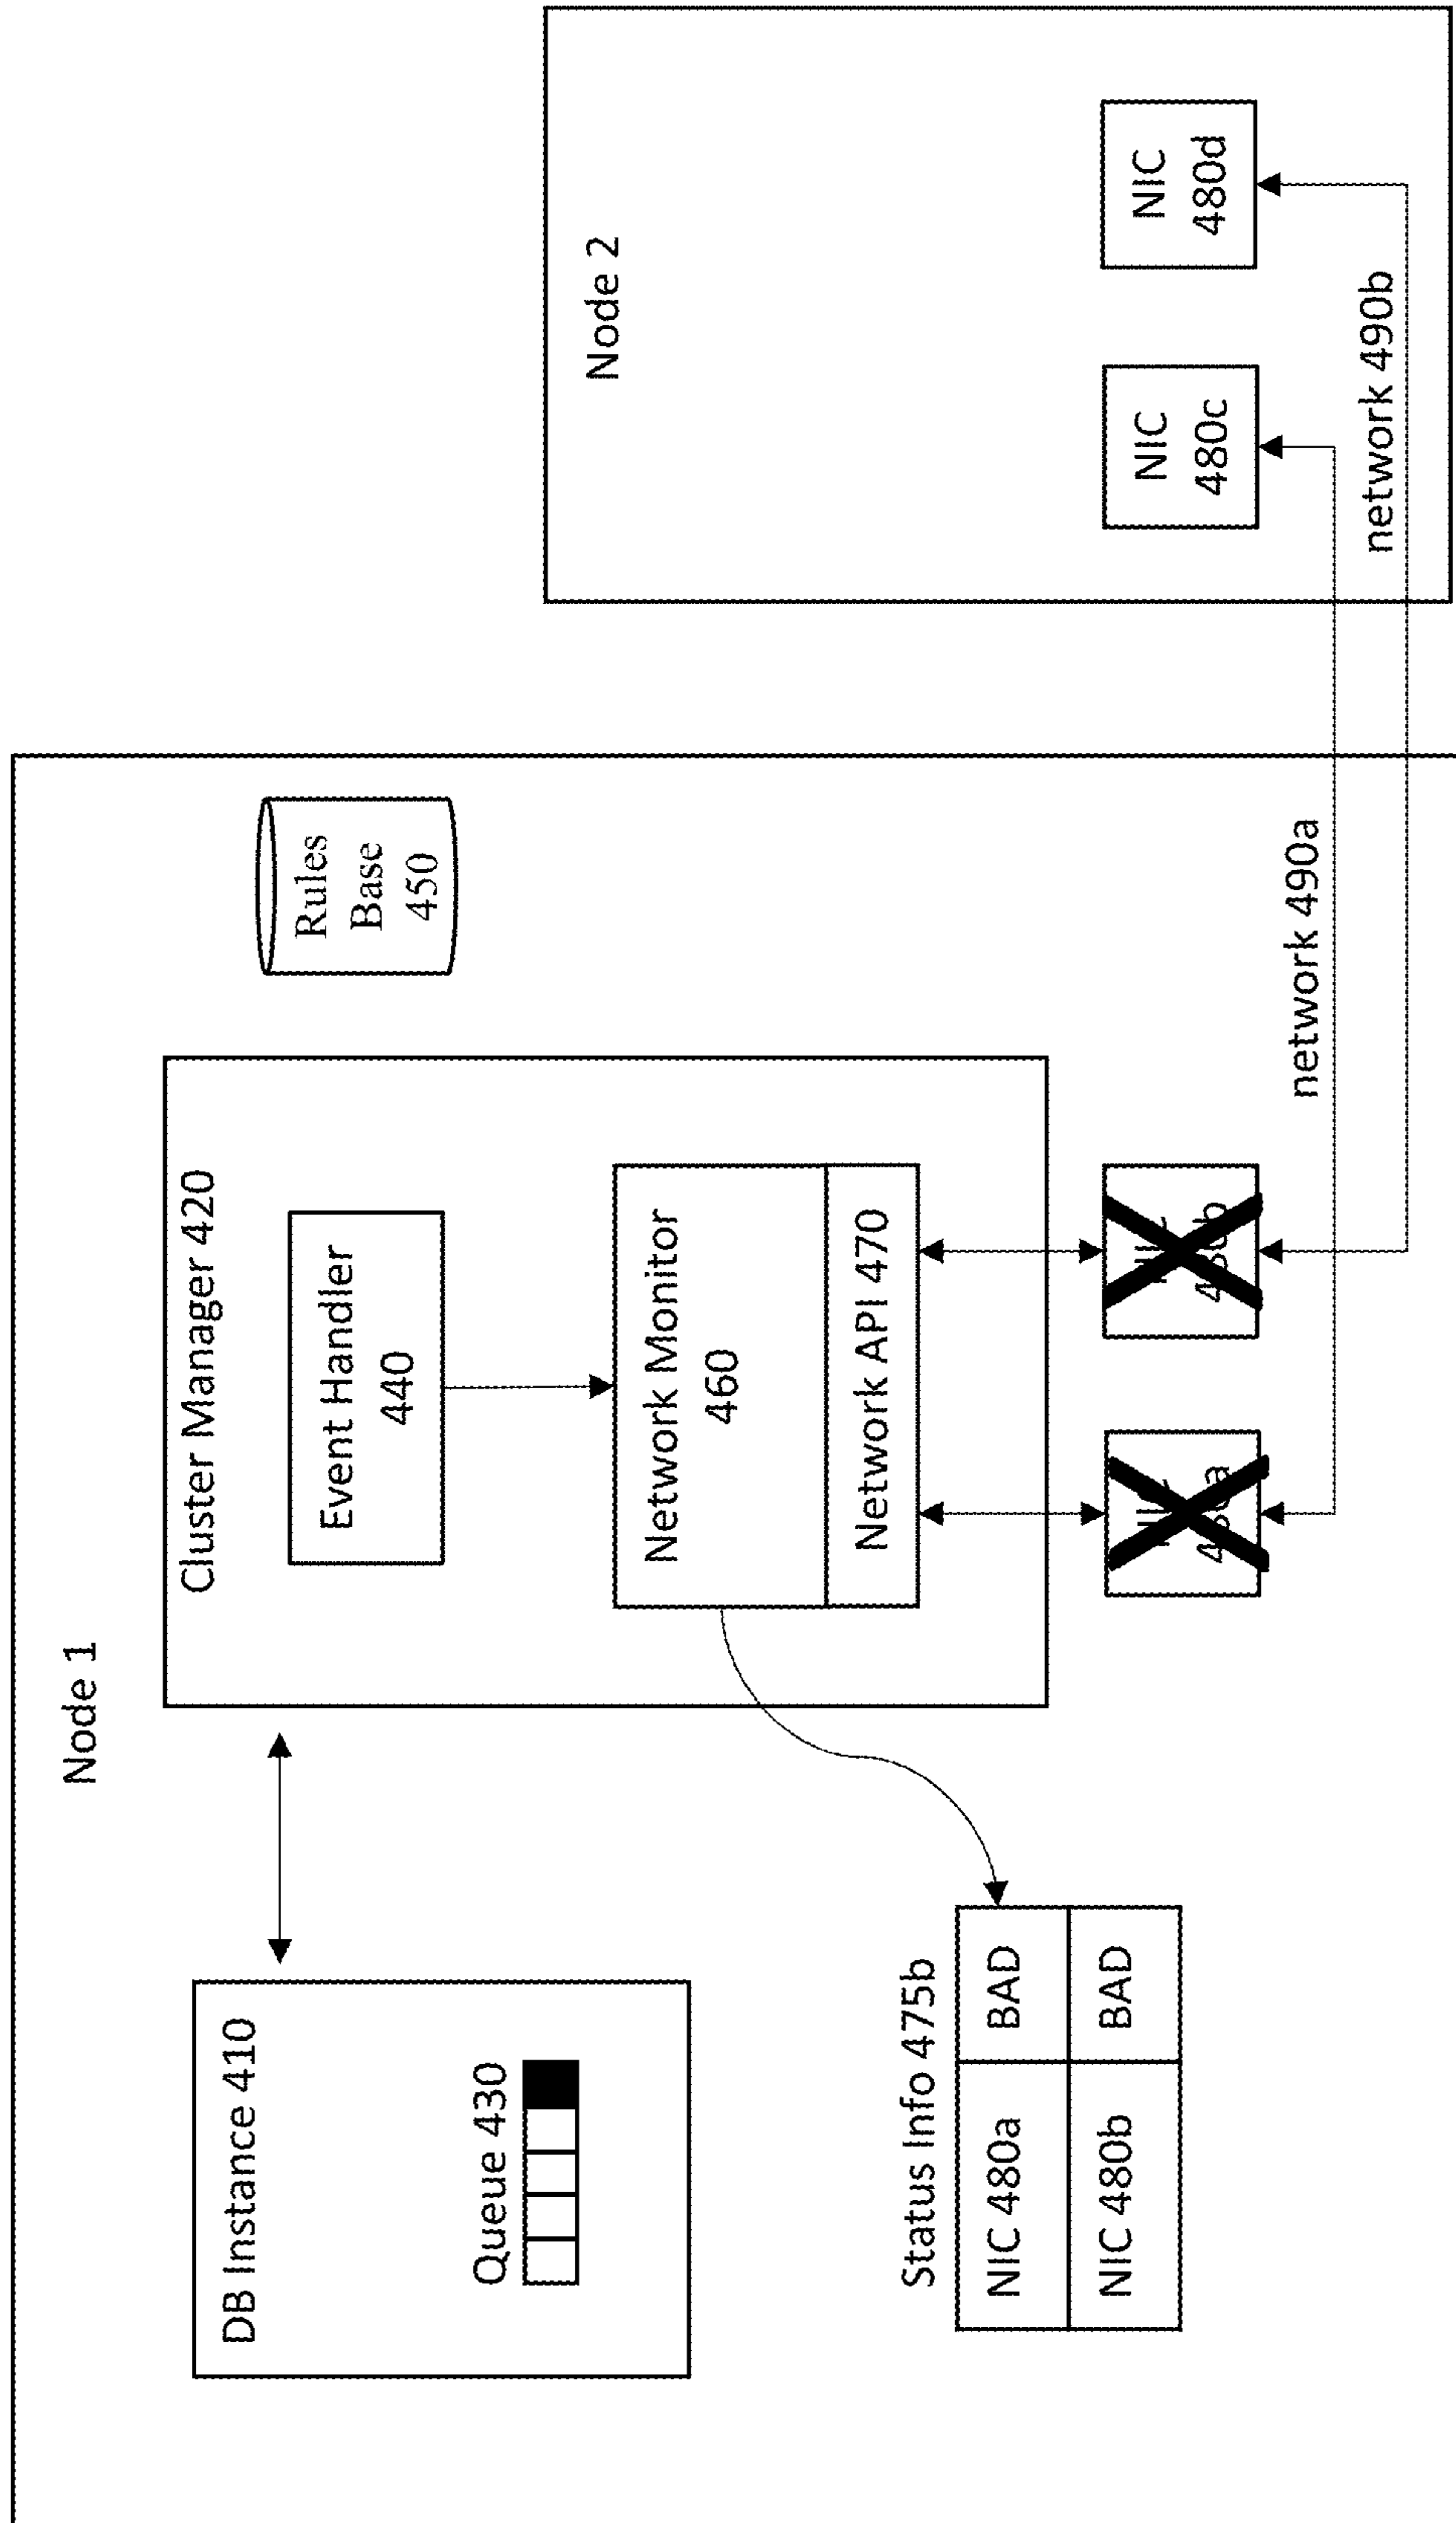 Node 1
DB Instance 410
Queue 430
Cluster Manager 420
Event Handler
440
Network Monitor
460
Network API 470
Rules
Base
450
Status Info 475b
NIC 480a BAD
NIC 480b BAD
network 490a
Node 2
NIC
480c
NIC
480d
network 490b